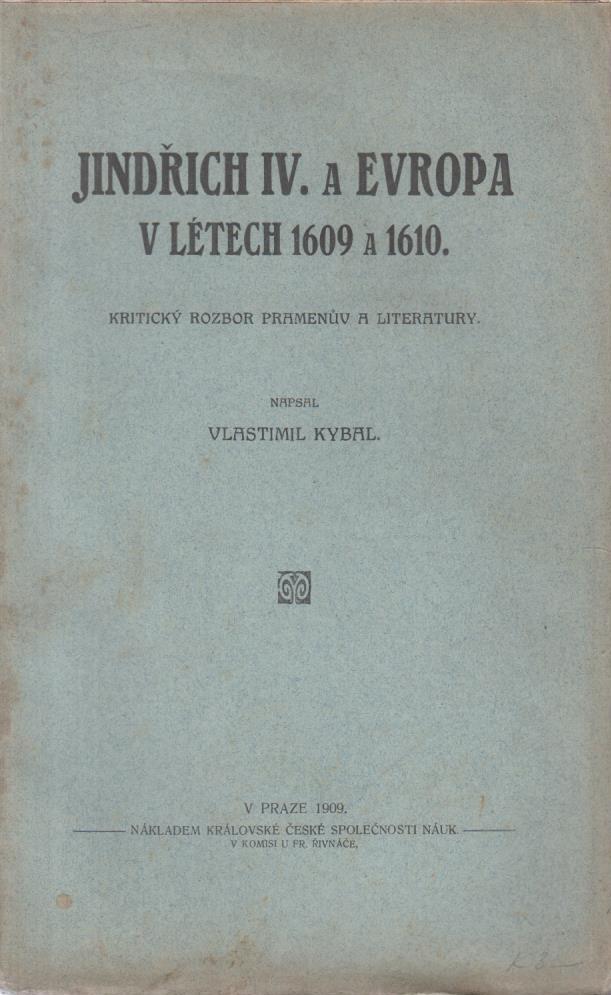 JINDŘICH IV. A EVROPA
V LÉTECH 1609 A 1610.
KRITICKÝ ROZBOR PRAMENŮV A LITERATURY.
NAPSAL
VLASTIMIL KYBAL.
V PRAZE 1909.
NÁKLADEM KRÁLOVSKÉ ČESKÉ SPOLEČNOSTI NÁUK.
V KOMISI U FR. ŘIVNÁČE.